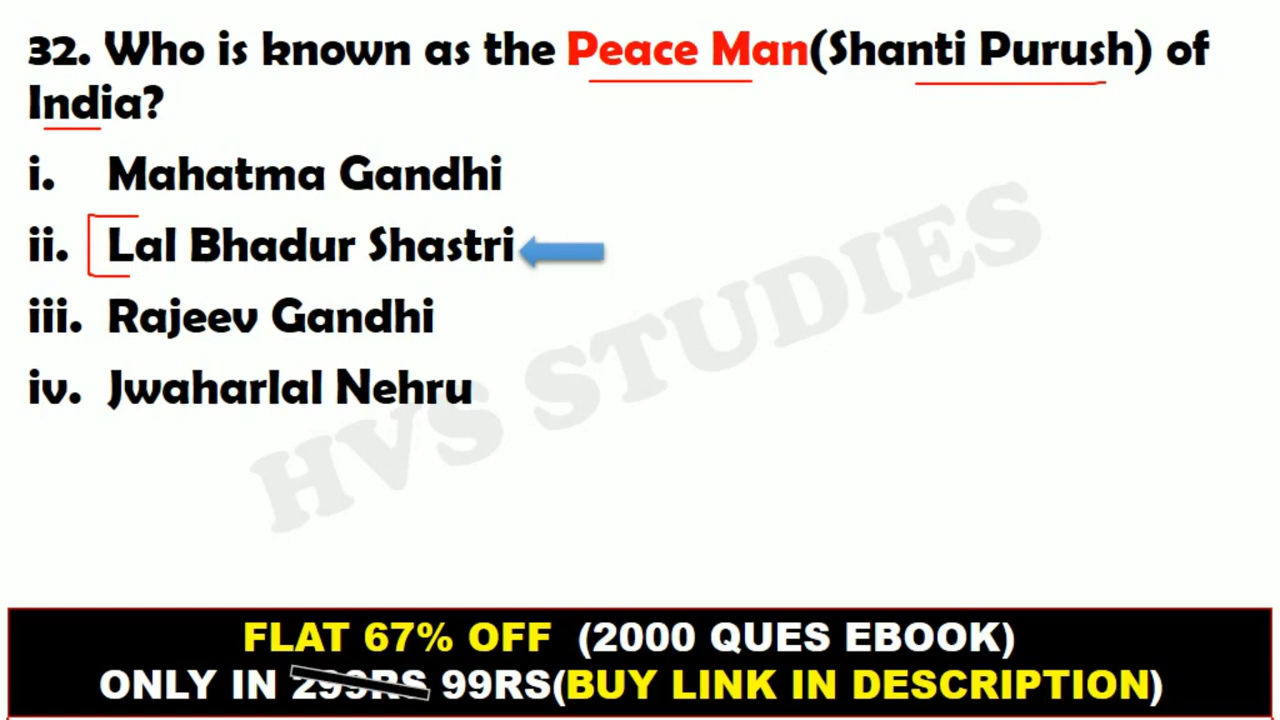 32. Who is known as the Peace Man(Shanti Purush) of
India?
i. Mahatma Gandhi
ii. Lal Bhadur Shastri
iii. Rajeev Gandhi
iv. Jwaharlal Nehru
HVS STUDIES
FLAT 67% OFF (2000 QUES EBOOK)
ONLY IN 299RS 99RS(BUY LINK IN DESCRIPTION)